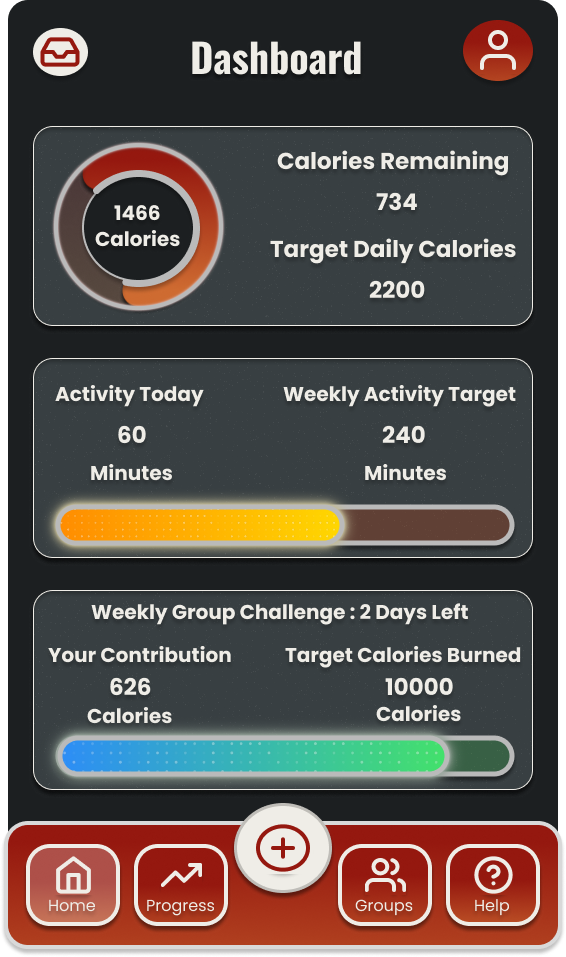 Dashboard
1466
Calories
Calories Remaining
734
Target Daily Calories
2200
Activity Today
60
Minutes
Weekly Activity Target
240
Minutes
Weekly Group Challenge : 2 Days Left
Your Contribution
626
Calories
Target Calories Burned
10000
Calories
Home
Progress
Groups
Help